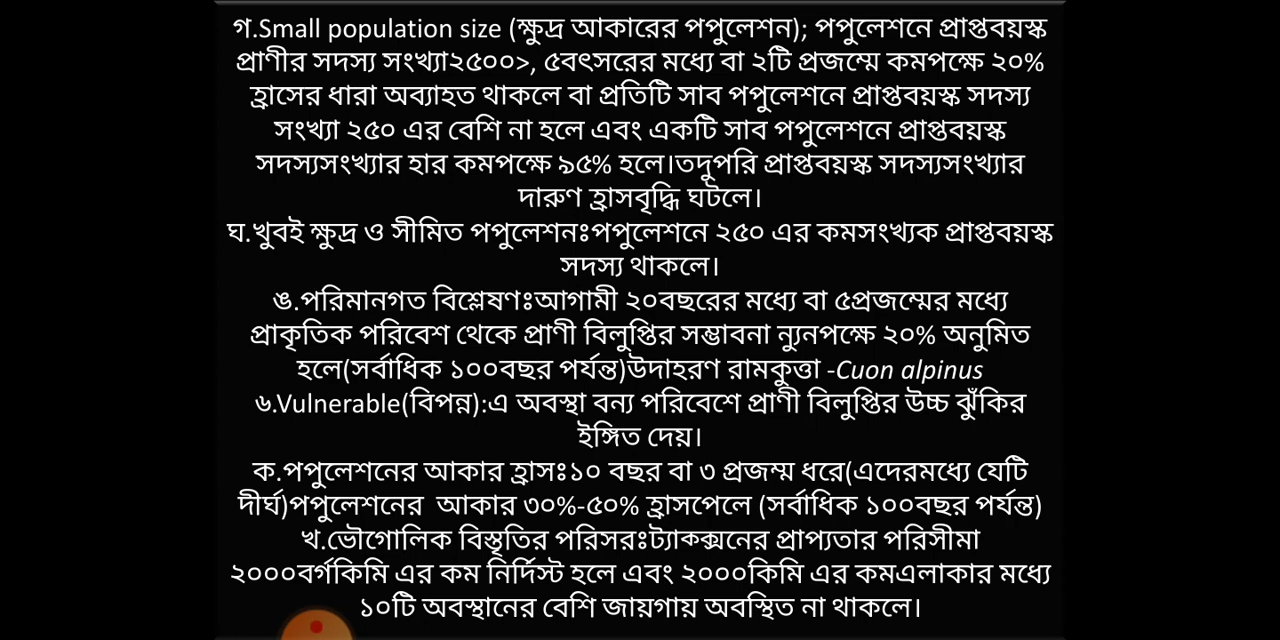 গ.Small population size (ক্ষুদ্র আকারের পপুলেশন); পপুলেশনে প্রাপ্তবয়স্ক
প্রাণীর সদস্য সংখ্যা২৫০০>, ৫বৎসরের মধ্যে বা ২টি প্রজন্মে কমপক্ষে ২০%
হ্রাসের ধারা অব্যাহত থাকলে বা প্রতিটি সাব পপুলেশনে প্রাপ্তবয়স্ক সদস্য
সংখ্যা ২৫০ এর বেশি না হলে এবং একটি সাব পপুলেশনে প্রাপ্তবয়স্ক
সদস্যসংখ্যার হার কমপক্ষে ৯৫% হলে।তদুপরি প্রাপ্তবয়স্ক সদস্যসংখ্যার
দারুণ হ্রাসবৃদ্ধি ঘটলে।
ঘ.খুবই ক্ষুদ্র ও সীমিত পপুলেশনঃপপুলেশনে ২৫০ এর কমসংখ্যক প্রাপ্তবয়স্ক
সদস্য থাকলে।
ঙ.পরিমানগত বিশ্লেষণঃআগামী ২০বছরের মধ্যে বা ৫প্রজন্মের মধ্যে
প্রাকৃতিক পরিবেশ থেকে প্রাণী বিলুপ্তির সম্ভাবনা ন্যুনপক্ষে ২০% অনুমিত
হলে(সর্বাধিক ১০০বছর পর্যন্ত)উদাহরণ রামকুত্তা -Cuon alpinus
৬.Vulnerable(বিপন্ন):এ অবস্থা বন্য পরিবেশে প্রাণী বিলুপ্তির উচ্চ ঝুঁকির
ইঙ্গিত দেয়।
ক.পপুলেশনের আকার হ্রাসঃ১০ বছর বা ৩ প্রজন্ম ধরে(এদেরমধ্যে যেটি
দীর্ঘ)পপুলেশনের আকার ৩০%-৫০% হ্রাসপেলে (সর্বাধিক ১০০বছর পর্যন্ত)
খ.ভৌগোলিক বিস্তৃতির পরিসরঃট্যাক্সনের প্রাপ্যতার পরিসীমা
২০০০বর্গকিমি এর কম নির্দিস্ট হলে এবং ২০০০কিমি এর কমএলাকার মধ্যে
১০টি অবস্থানের বেশি জায়গায় অবস্থিত না থাকলে।